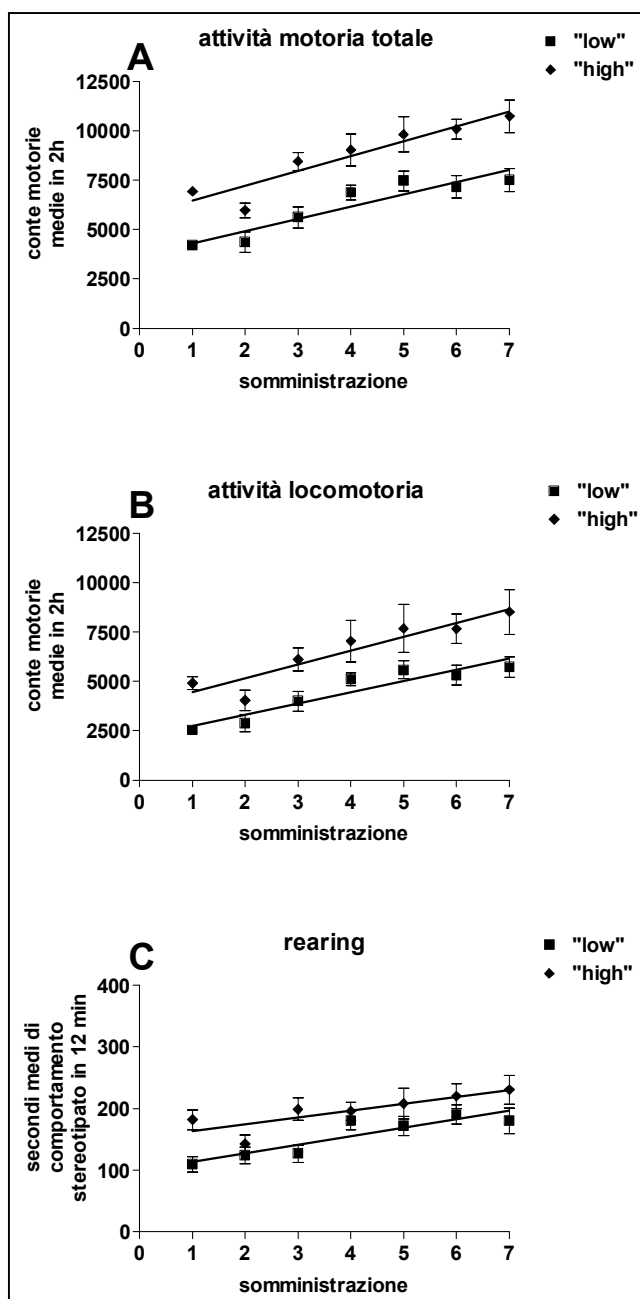 A
attività motoria totale
"low"
"high"
conte motorie
medie in 2h
12500
10000
7500
5000
2500
0
0 1 2 3 4 5 6 7
somministrazione
B
attività locomotoria
"low"
"high"
conte motorie
medie in 2h
12500
10000
7500
5000
2500
0
0 1 2 3 4 5 6 7
somministrazione
C
rearing
"low"
"high"
secondi medi di
comportamento
stereotipato in 12 min
400
300
200
100
0
0 1 2 3 4 5 6 7
somministrazione